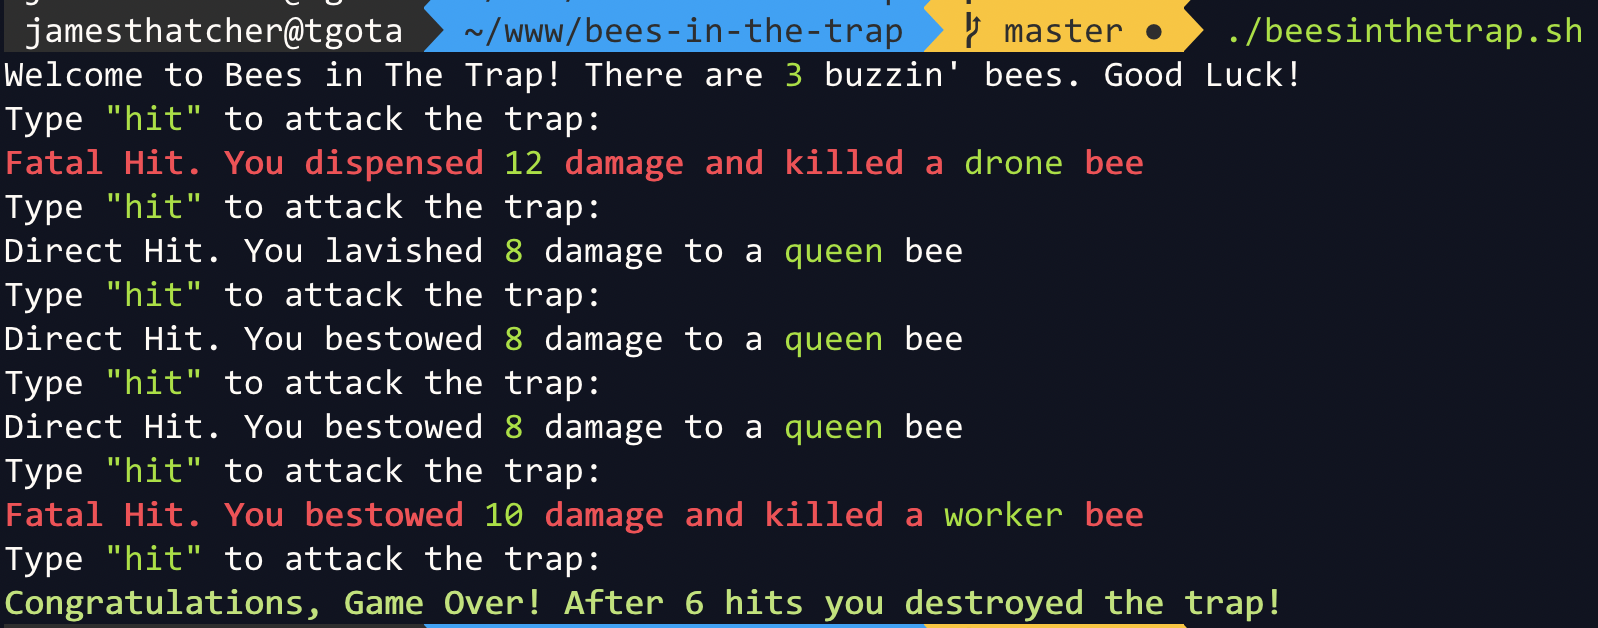 jamesthatcher@tgota ~/www/bees-in-the-trap master ● ./beesinthetrap.sh
Welcome to Bees in The Trap! There are 3 buzzin' bees. Good Luck!
Type "hit" to attack the trap:
Fatal Hit. You dispensed 12 damage and killed a drone bee
Type "hit" to attack the trap:
Direct Hit. You lavished 8 damage to a queen bee
Type "hit" to attack the trap:
Direct Hit. You bestowed 8 damage to a queen bee
Type "hit" to attack the trap:
Direct Hit. You bestowed 8 damage to a queen bee
Type "hit" to attack the trap:
Fatal Hit. You bestowed 10 damage and killed a worker bee
Type "hit" to attack the trap:
Congratulations, Game Over! After 6 hits you destroyed the trap!